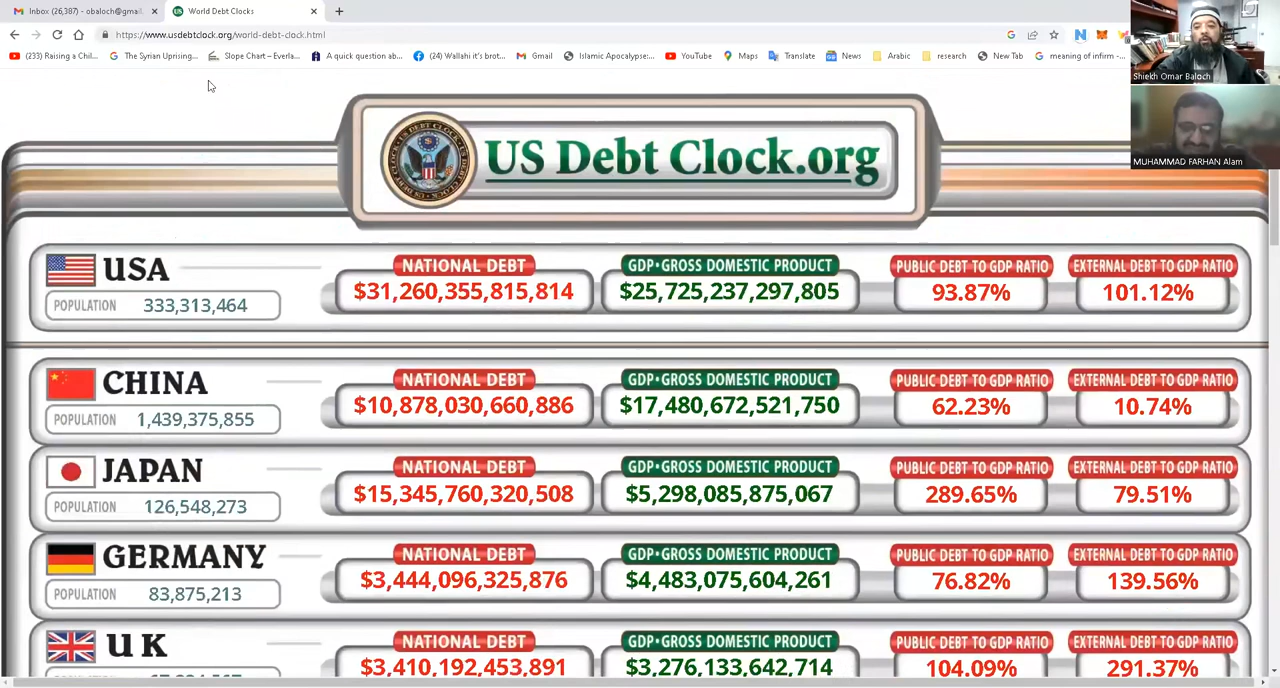 Inbox (26,387) - obaloch@gmai
World Debt Clocks
https://www.usdebtclock.org/world-debt-clock.html
(233) Raising a Chil...
The Syrian Uprising...
Slope Chart – Everla...
A quick question ab...
(24) Wallahi it's brot...
Gmail
Islamic Apocalypse:...
YouTube
Maps
Translate
News
Arabic
research
New Tab
meaning of infirm -...
Shiekh Omar Baloch
MUHAMMAD FARHAN Alam
US Debt Clock.org
USA
POPULATION 333,313,464
NATIONAL DEBT
$31,260,355,815,814
GDP•GROSS DOMESTIC PRODUCT
$25,725,237,297,805
PUBLIC DEBT TO GDP RATIO
93.87%
EXTERNAL DEBT TO GDP RATIO
101.12%
CHINA
POPULATION 1,439,375,855
NATIONAL DEBT
$10,878,030,660,886
GDP•GROSS DOMESTIC PRODUCT
$17,480,672,521,750
PUBLIC DEBT TO GDP RATIO
62.23%
EXTERNAL DEBT TO GDP RATIO
10.74%
JAPAN
POPULATION 126,548,273
NATIONAL DEBT
$15,345,760,320,508
GDP•GROSS DOMESTIC PRODUCT
$5,298,085,875,067
PUBLIC DEBT TO GDP RATIO
289.65%
EXTERNAL DEBT TO GDP RATIO
79.51%
GERMANY
POPULATION 83,875,213
NATIONAL DEBT
$3,444,096,325,876
GDP•GROSS DOMESTIC PRODUCT
$4,483,075,604,261
PUBLIC DEBT TO GDP RATIO
76.82%
EXTERNAL DEBT TO GDP RATIO
139.56%
UK
NATIONAL DEBT
$3,410,192,453,891
GDP•GROSS DOMESTIC PRODUCT
$3,276,133,642,714
PUBLIC DEBT TO GDP RATIO
104.09%
EXTERNAL DEBT TO GDP RATIO
291.37%